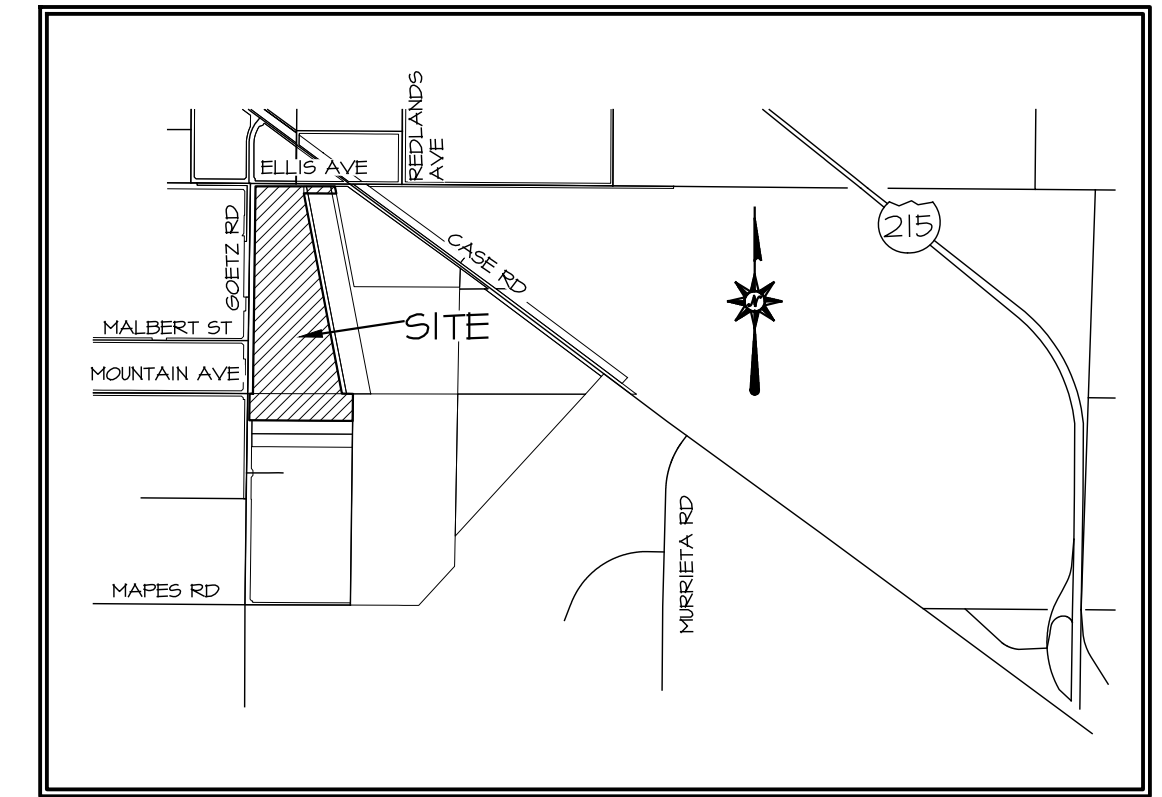 REDLANDS
AVE
ELLIS AVE
215
GOETZ RD
CASE RD
N
MALBERT ST
SITE
MOUNTAIN AVE
MURRIETA RD
MAPES RD